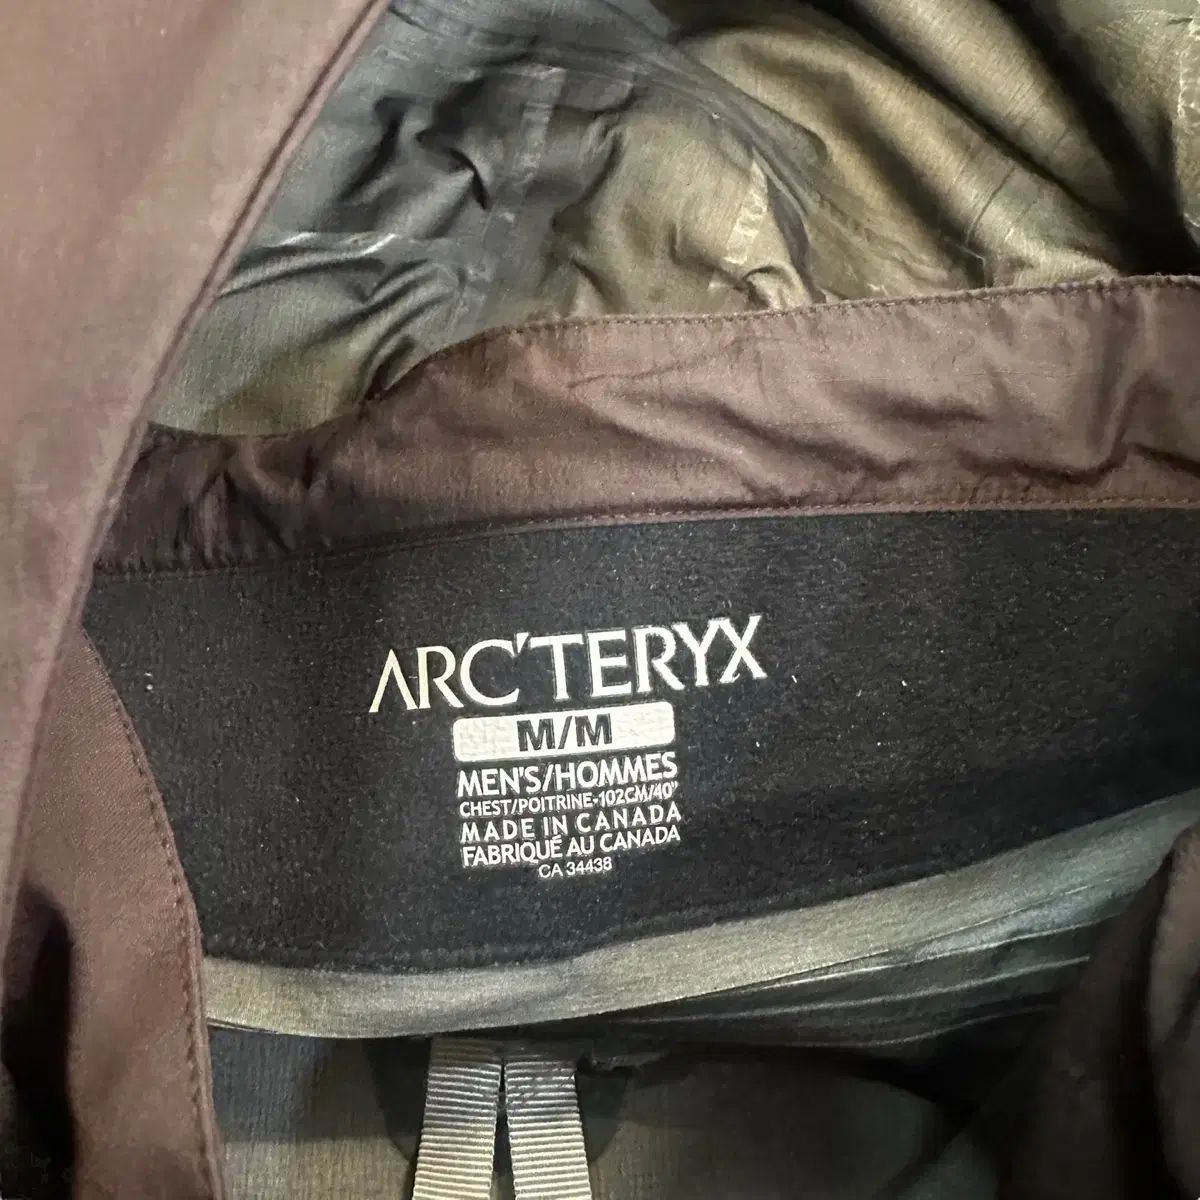 ARC'TERYX
M/M
MEN'S/HOMMES
CHEST/POITRINE-102CM/40"
MADE IN CANADA
FABRIQUÉ AU CANADA
CA 34438